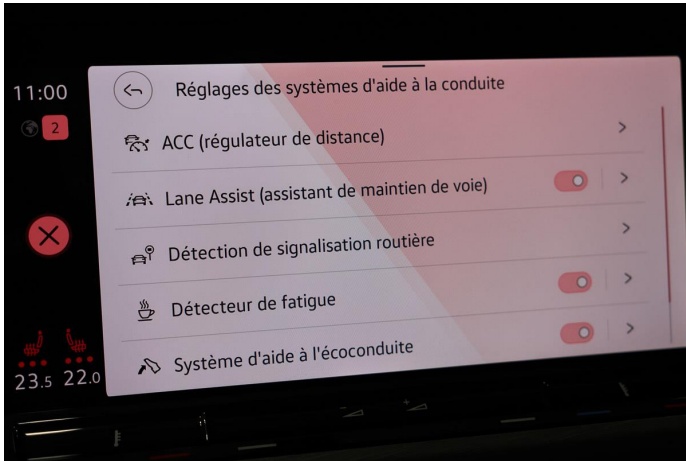 11:00
2
Réglages des systèmes d'aide à la conduite
ACC (régulateur de distance)
Lane Assist (assistant de maintien de voie)
Détection de signalisation routière
Détecteur de fatigue
Système d'aide à l'écoconduite
23.5 22.0